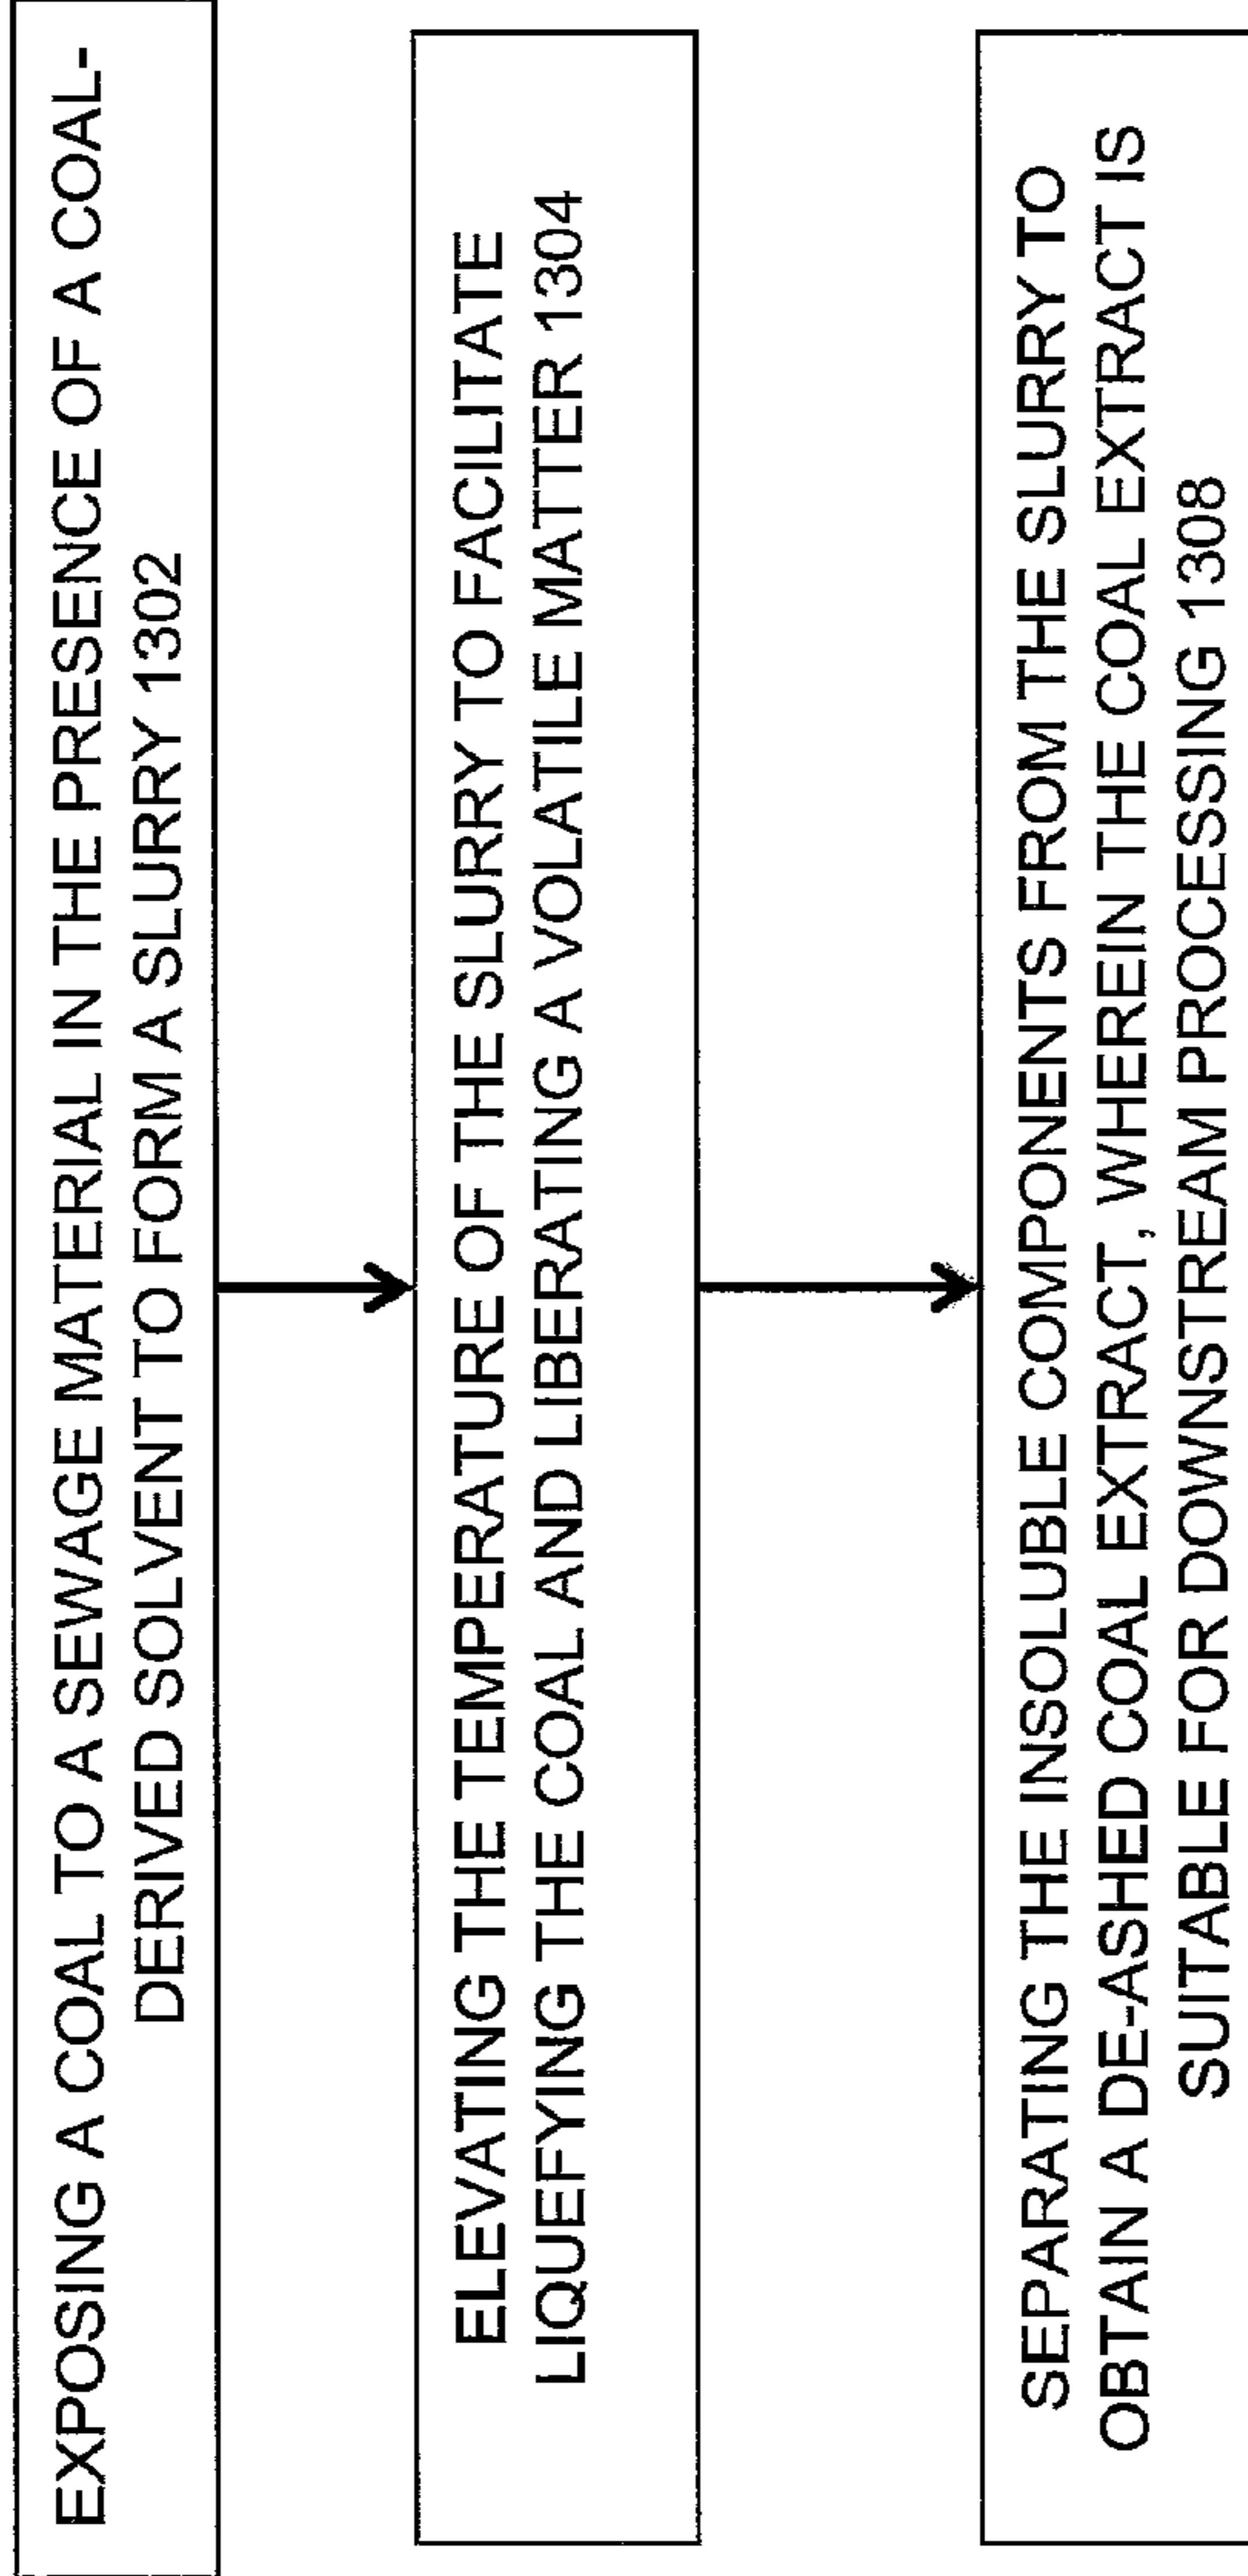 EXPOSING A COAL TO A SEWAGE MATERIAL IN THE PRESENCE OF A COAL-
DERIVED SOLVENT TO FORM A SLURRY 1302
ELEVATING THE TEMPERATURE OF THE SLURRY TO FACILITATE
LIQUEFYING THE COAL AND LIBERATING A VOLATILE MATTER 1304
SEPARATING THE INSOLUBLE COMPONENTS FROM THE SLURRY TO
OBTAIN A DE-ASHED COAL EXTRACT, WHEREIN THE COAL EXTRACT IS
SUITABLE FOR DOWNSTREAM PROCESSING 1308